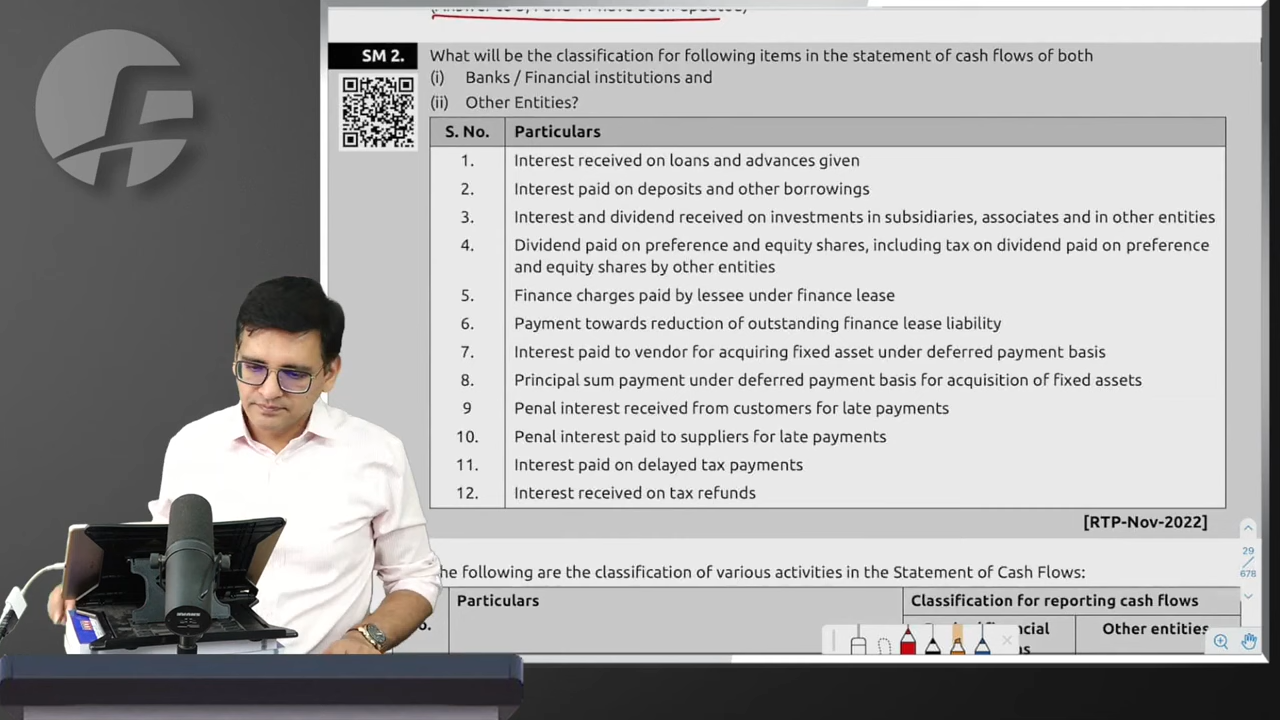 (Answer to
SM 2. What will be the classification for following items in the statement of cash flows of both
(i) Banks / Financial institutions and
(ii) Other Entities?
S. No. Particulars
1. Interest received on loans and advances given
2. Interest paid on deposits and other borrowings
3. Interest and dividend received on investments in subsidiaries, associates and in other entities
4. Dividend paid on preference and equity shares, including tax on dividend paid on preference
and equity shares by other entities
5. Finance charges paid by lessee under finance lease
6. Payment towards reduction of outstanding finance lease liability
7. Interest paid to vendor for acquiring fixed asset under deferred payment basis
8. Principal sum payment under deferred payment basis for acquisition of fixed assets
9 Penal interest received from customers for late payments
10. Penal interest paid to suppliers for late payments
11. Interest paid on delayed tax payments
12. Interest received on tax refunds
[RTP-Nov-2022]
29
678
he following are the classification of various activities in the Statement of Cash Flows:
Particulars
Classification for reporting cash flows
Other entities